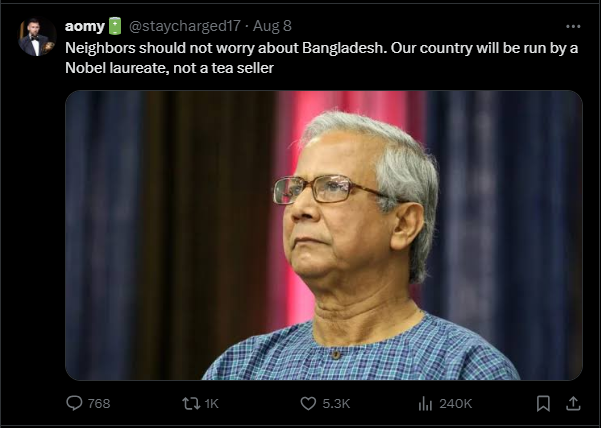 aomy🔋 @staycharged17 · Aug 8
Neighbors should not worry about Bangladesh. Our country will be run by a
Nobel laureate, not a tea seller
768 1K 5.3K 240K